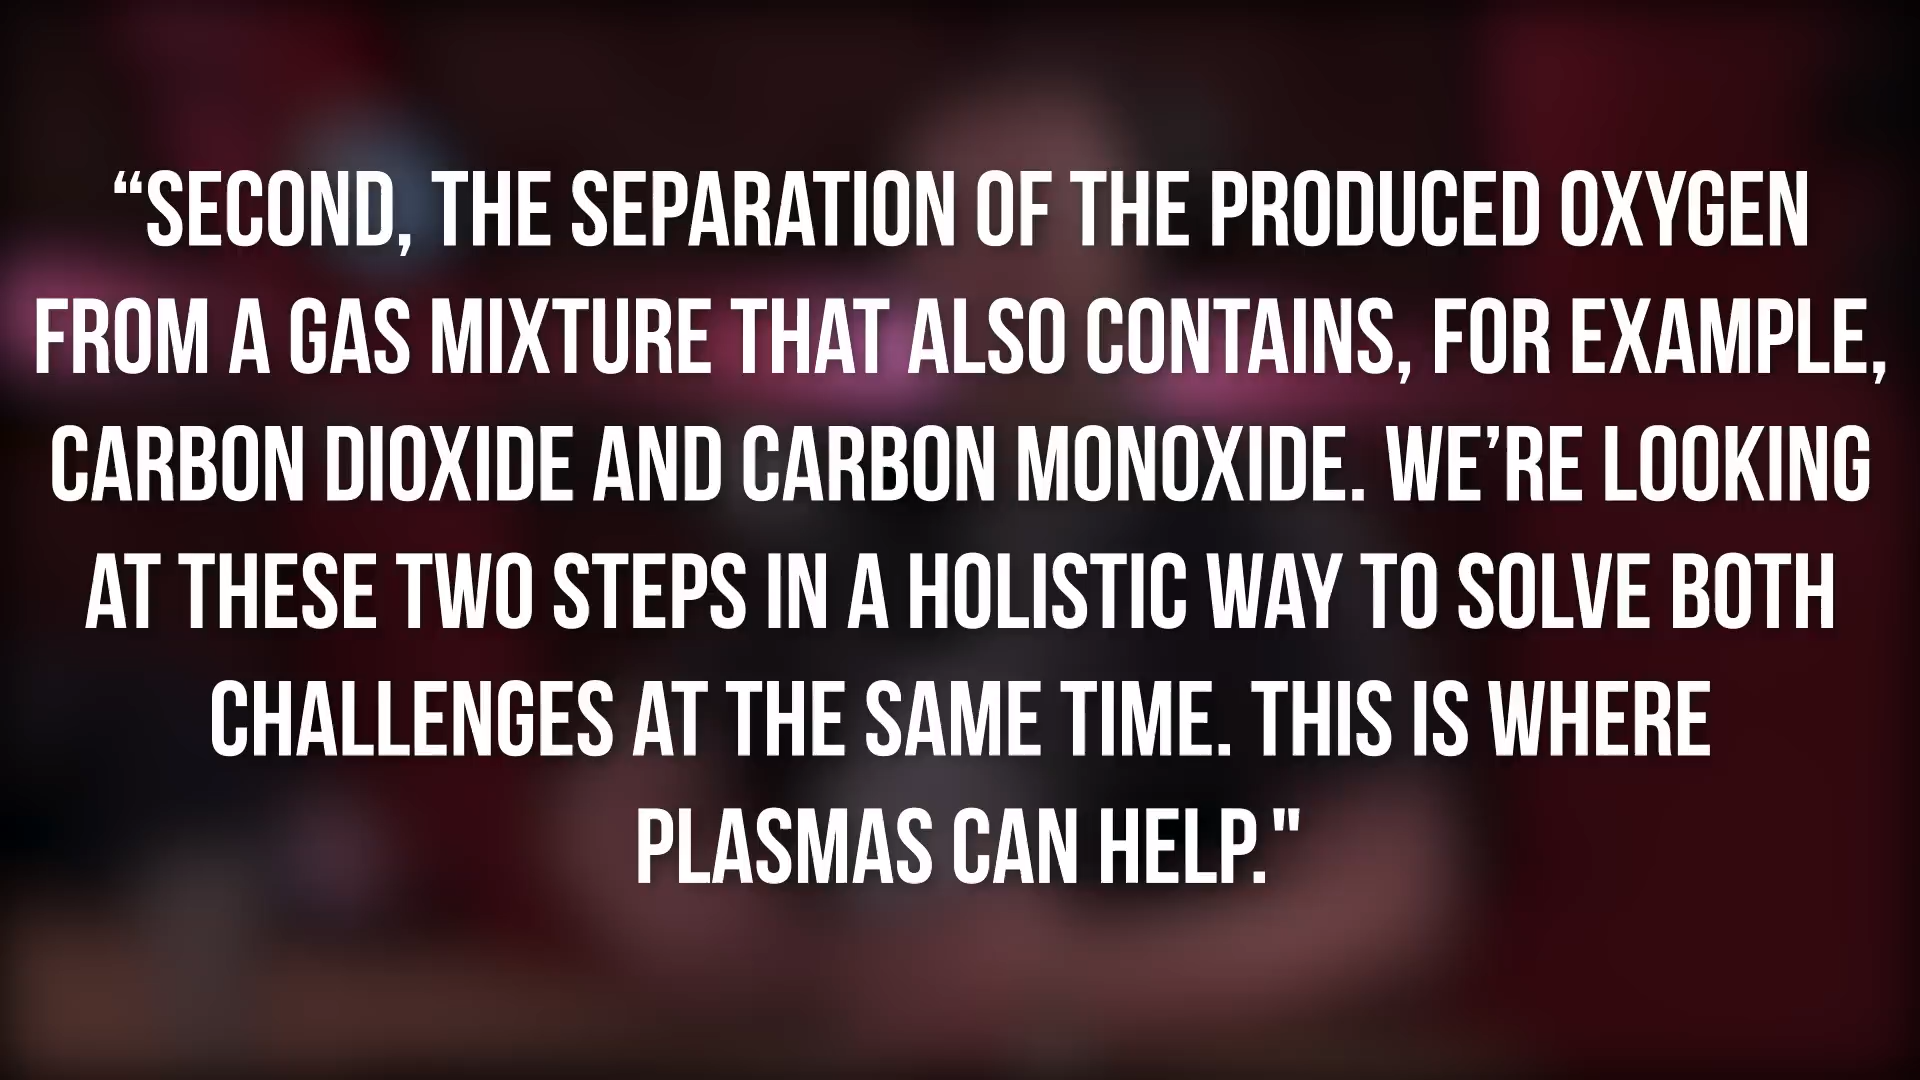 “SECOND, THE SEPARATION OF THE PRODUCED OXYGEN
FROM A GAS MIXTURE THAT ALSO CONTAINS, FOR EXAMPLE,
CARBON DIOXIDE AND CARBON MONOXIDE. WE’RE LOOKING
AT THESE TWO STEPS IN A HOLISTIC WAY TO SOLVE BOTH
CHALLENGES AT THE SAME TIME. THIS IS WHERE
PLASMAS CAN HELP."